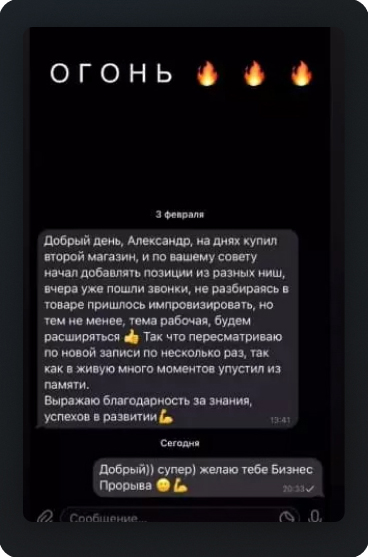 ОГОНЬ 🔥 🔥 🔥
3 февраля
Добрый день, Александр, на днях купил
второй магазин, и по вашему совету
начал добавлять позиции из разных ниш,
вчера уже пошли звонки, не разбираясь в
товаре пришлось импровизировать, но
тем не менее, тема рабочая, будем
расширяться 👍 Так что пересматриваю
по новой записи по несколько раз, так
как в живую много моментов упустил из
памяти.
Выражаю благодарность за знания,
успехов в развитии💪
19:41
Сегодня
Добрый)) супер) желаю тебе Бизнес
Прорыва 🙂💪
20:33
Сообщение...